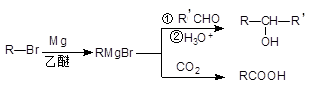 ① R'CHO
② H₃O⁺
R—CH—R'
OH
R—Br
Mg
乙醚
RMgBr
CO₂
RCOOH